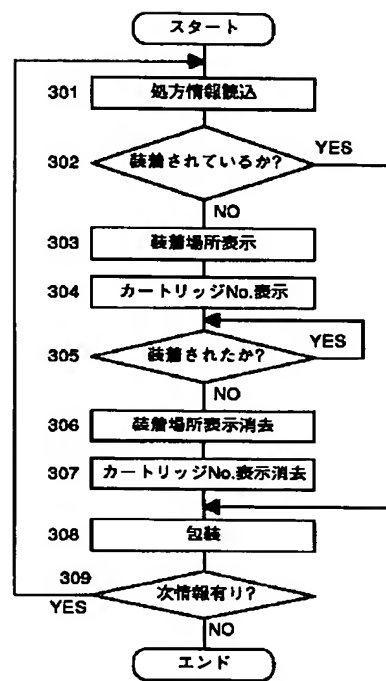 スタート
301 処方情報読込
YES
302 装着されているか?
NO
303 装着場所表示
304 カートリッジNo.表示
YES
305 装着されたか?
NO
306 装着場所表示消去
307 カートリッジNo.表示消去
308 包装
309
次情報有り?
YES
NO
エンド